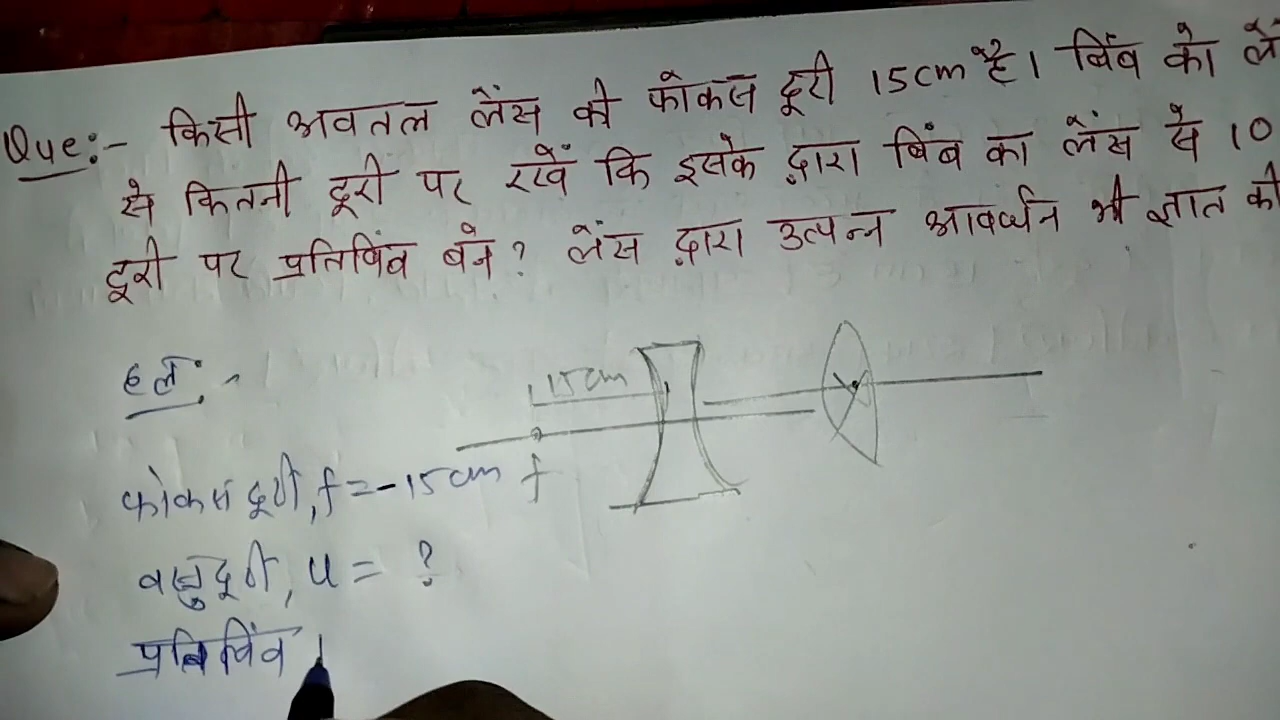 Que:- किसी अवतल लेंस की फोकस दूरी 15cm है। बिंब को लें
से कितनी दूरी पर रखें कि इसके द्वारा बिंब का लेंस से 10
दूरी पर प्रतिबिंब बने? लेंस द्वारा उत्पन्न आवर्धन भी ज्ञात की
हल:-
15cm
फोकस दूरी, f = -15cm f
वस्तु दूरी, u = ?
प्रतिबिंब